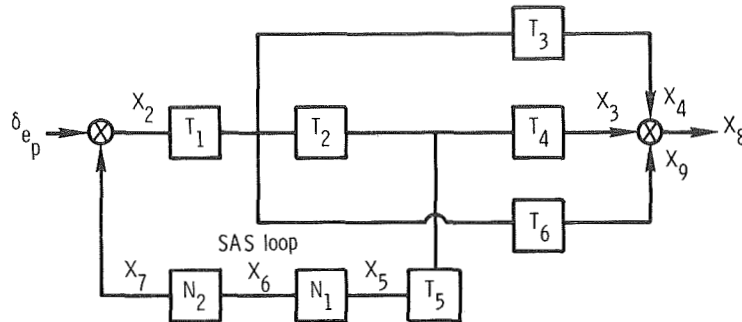 T₃
δₑₚ
X₂
T₁
T₂
T₄
X₃
X₄
X₈
X₉
T₆
SAS loop
X₇
N₂
X₆
N₁
X₅
T₅